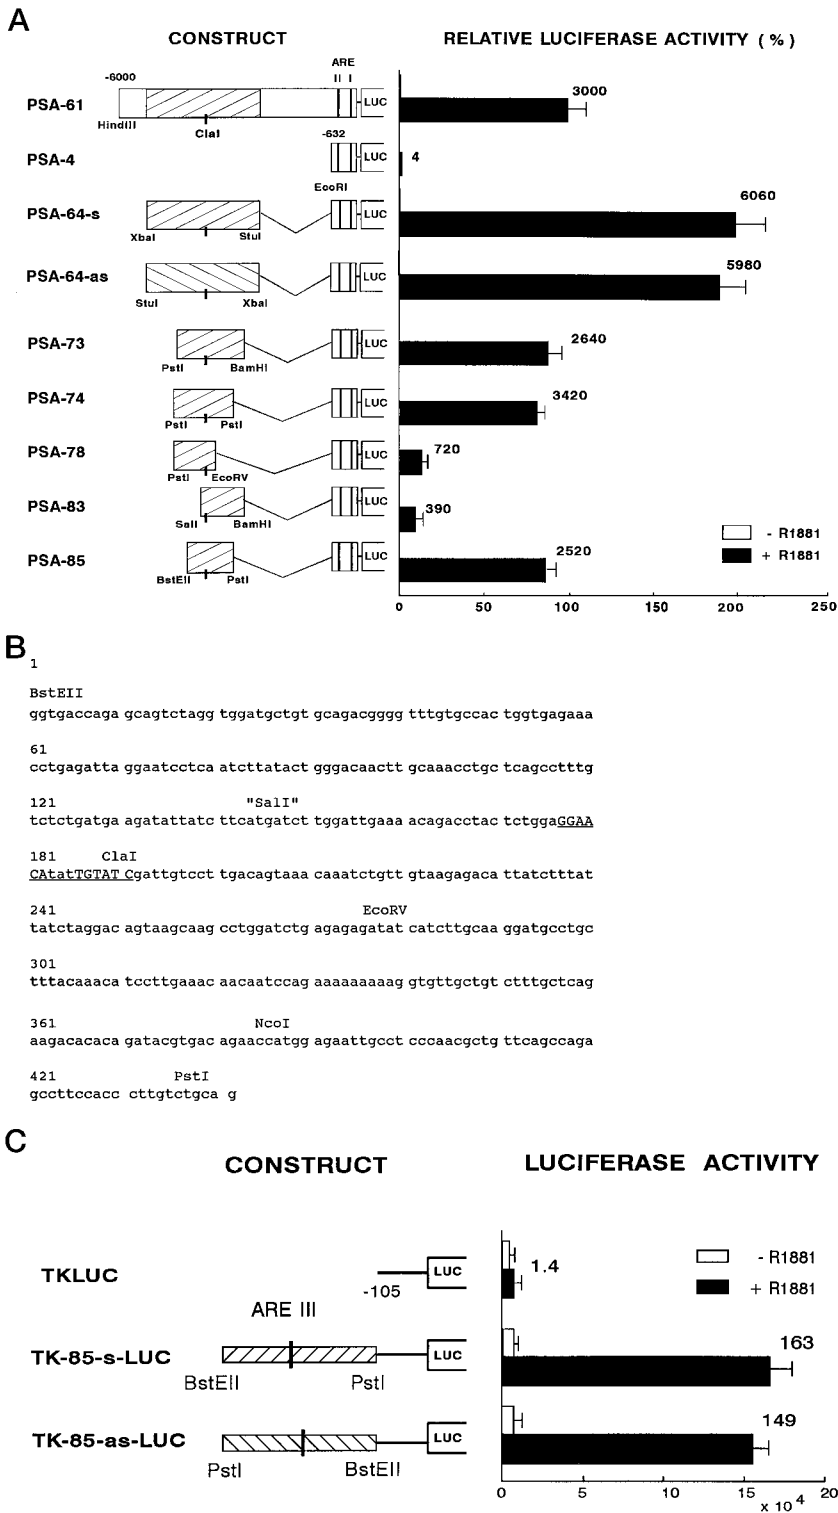 A
CONSTRUCT
RELATIVE LUCIFERASE ACTIVITY ( % )
ARE
-6000
II I
PSA-61
LUC
3000
HindIII
ClaI
-632
PSA-4
LUC
4
EcoRI
PSA-64-s
LUC
6060
XbaI
StuI
PSA-64-as
LUC
5980
StuI
XbaI
PSA-73
LUC
2640
PstI
BamHI
PSA-74
LUC
3420
PstI
PstI
PSA-78
LUC
720
PstI
EcoRV
PSA-83
LUC
390
SalI
BamHI
- R1881
+ R1881
PSA-85
LUC
2520
BstEII
PstI
0 50 100 150 200 250
B
1
BstEII
ggtgaccaga gcagtctagg tggatgctgt gcagacgggg tttgtgccac tggtgagaaa
61
cctgagatta ggaatcctca atcttatact gggacaactt gcaaacctgc tcagcctttg
121 "SalI"
tctctgatga agatattatc ttcatgatct tggattgaaa acagacctac tctggaGGAA
181 ClaI
CAtatTGTAT Cgattgtcct tgacagtaaa caaatctgtt gtaagagaca ttatctttat
241 EcoRV
tatctaggac agtaagcaag cctggatctg agagagatat catcttgcaa ggatgcctgc
301
tttacaaaca tccttgaaac aacaatccag aaaaaaaaag gtgttgctgt ctttgctcag
361 NcoI
aagacacaca gatacgtgac agaaccatgg agaattgcct cccaacgctg ttcagccaga
421 PstI
gccttccacc cttgtctgca g
C
CONSTRUCT
LUCIFERASE ACTIVITY
TKLUC
LUC
1.4
- R1881
+ R1881
-105
ARE III
TK-85-s-LUC
LUC
163
BstEII
PstI
TK-85-as-LUC
LUC
149
PstI
BstEII
0 5 10 15 20
x 10 4